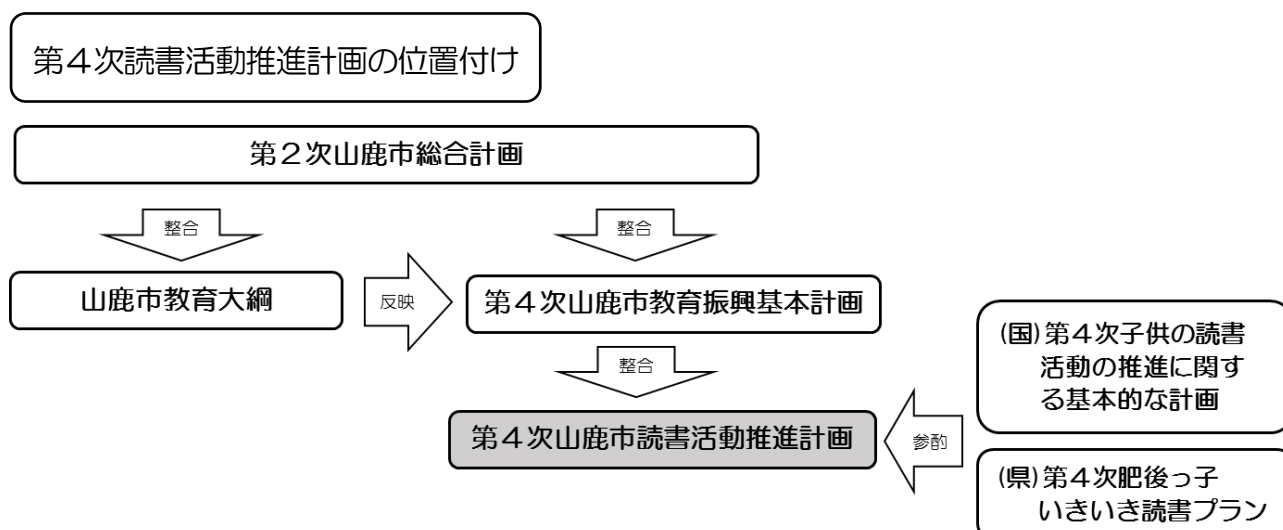 第４次読書活動推進計画の位置付け
第２次山鹿市総合計画
整合
整合
山鹿市教育大綱
反映
第４次山鹿市教育振興基本計画
整合
第４次山鹿市読書活動推進計画
参酌
(国)第４次子供の読書
活動の推進に関す
る基本的な計画
(県)第４次肥後っ子
いきいき読書プラン